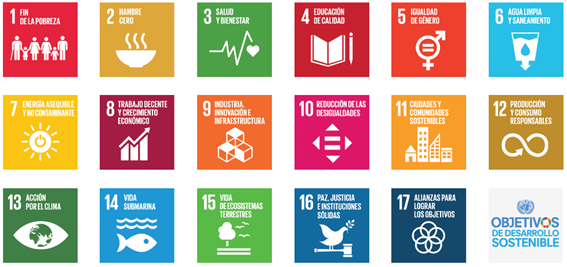 1 FIN
DE LA POBREZA
2 HAMBRE
CERO
3 SALUD
Y BIENESTAR
4 EDUCACIÓN
DE CALIDAD
5 IGUALDAD
DE GÉNERO
6 AGUA LIMPIA
Y SANEAMIENTO
7 ENERGÍA ASEQUIBLE
Y NO CONTAMINANTE
8 TRABAJO DECENTE
Y CRECIMIENTO
ECONÓMICO
9 INDUSTRIA,
INNOVACIÓN E
INFRAESTRUCTURA
10 REDUCCIÓN DE LAS
DESIGUALDADES
11 CIUDADES Y
COMUNIDADES
SOSTENIBLES
12 PRODUCCIÓN
Y CONSUMO
RESPONSABLES
13 ACCIÓN
POR EL CLIMA
14 VIDA
SUBMARINA
15 VIDA
DE ECOSISTEMAS
TERRESTRES
16 PAZ, JUSTICIA
E INSTITUCIONES
SÓLIDAS
17 ALIANZAS PARA
LOGRAR
LOS OBJETIVOS
OBJETIVOS
DE DESARROLLO
SOSTENIBLE